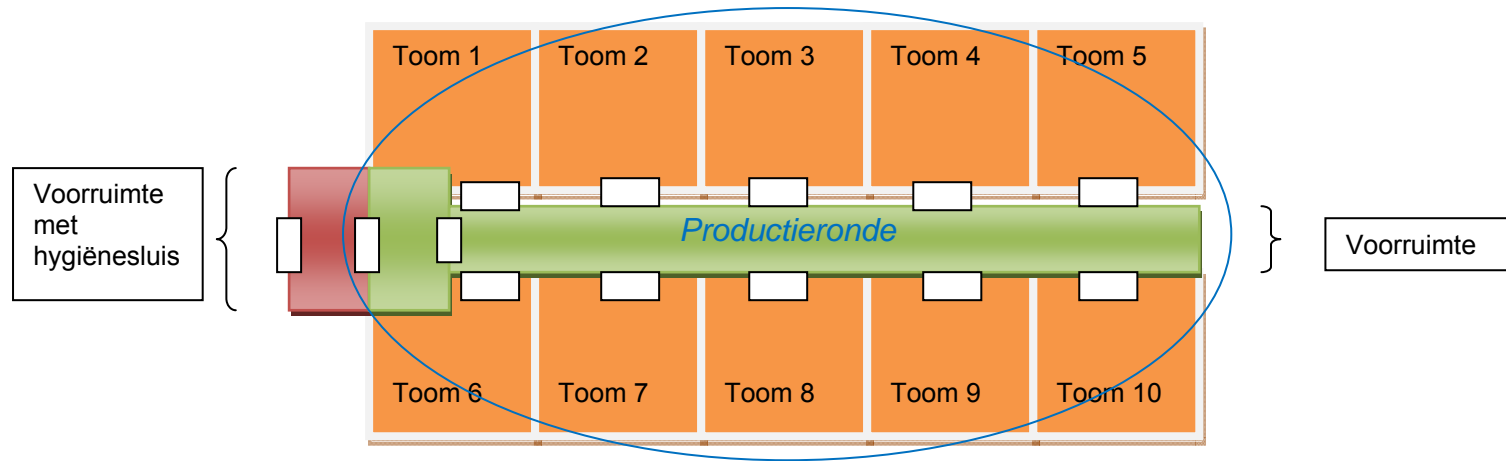 Toom 1
Toom 2
Toom 3
Toom 4
Toom 5
Voorruimte
met
hygiënesluis
Productieronde
Voorruimte
Toom 6
Toom 7
Toom 8
Toom 9
Toom 10